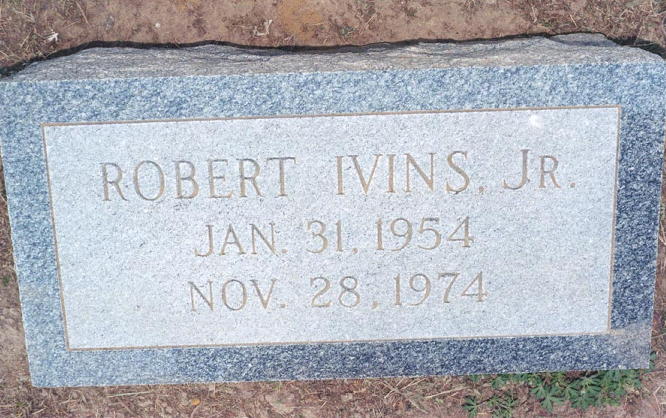 ROBERT IVINS, JR.
JAN. 31, 1954
NOV. 28, 1974